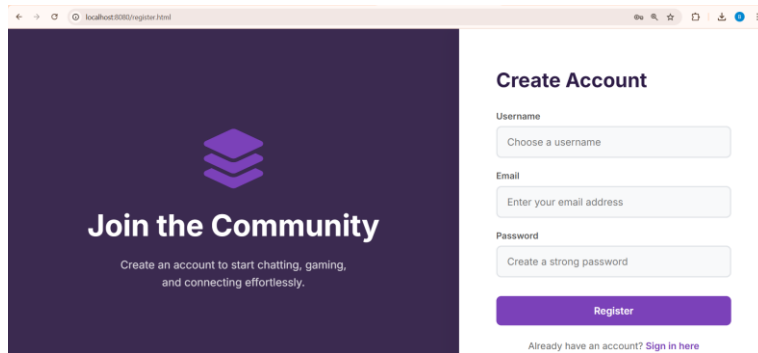 localhost:8080/register.html
Join the Community
Create an account to start chatting, gaming,
and connecting effortlessly.
Create Account
Username
Choose a username
Email
Enter your email address
Password
Create a strong password
Register
Already have an account? Sign in here